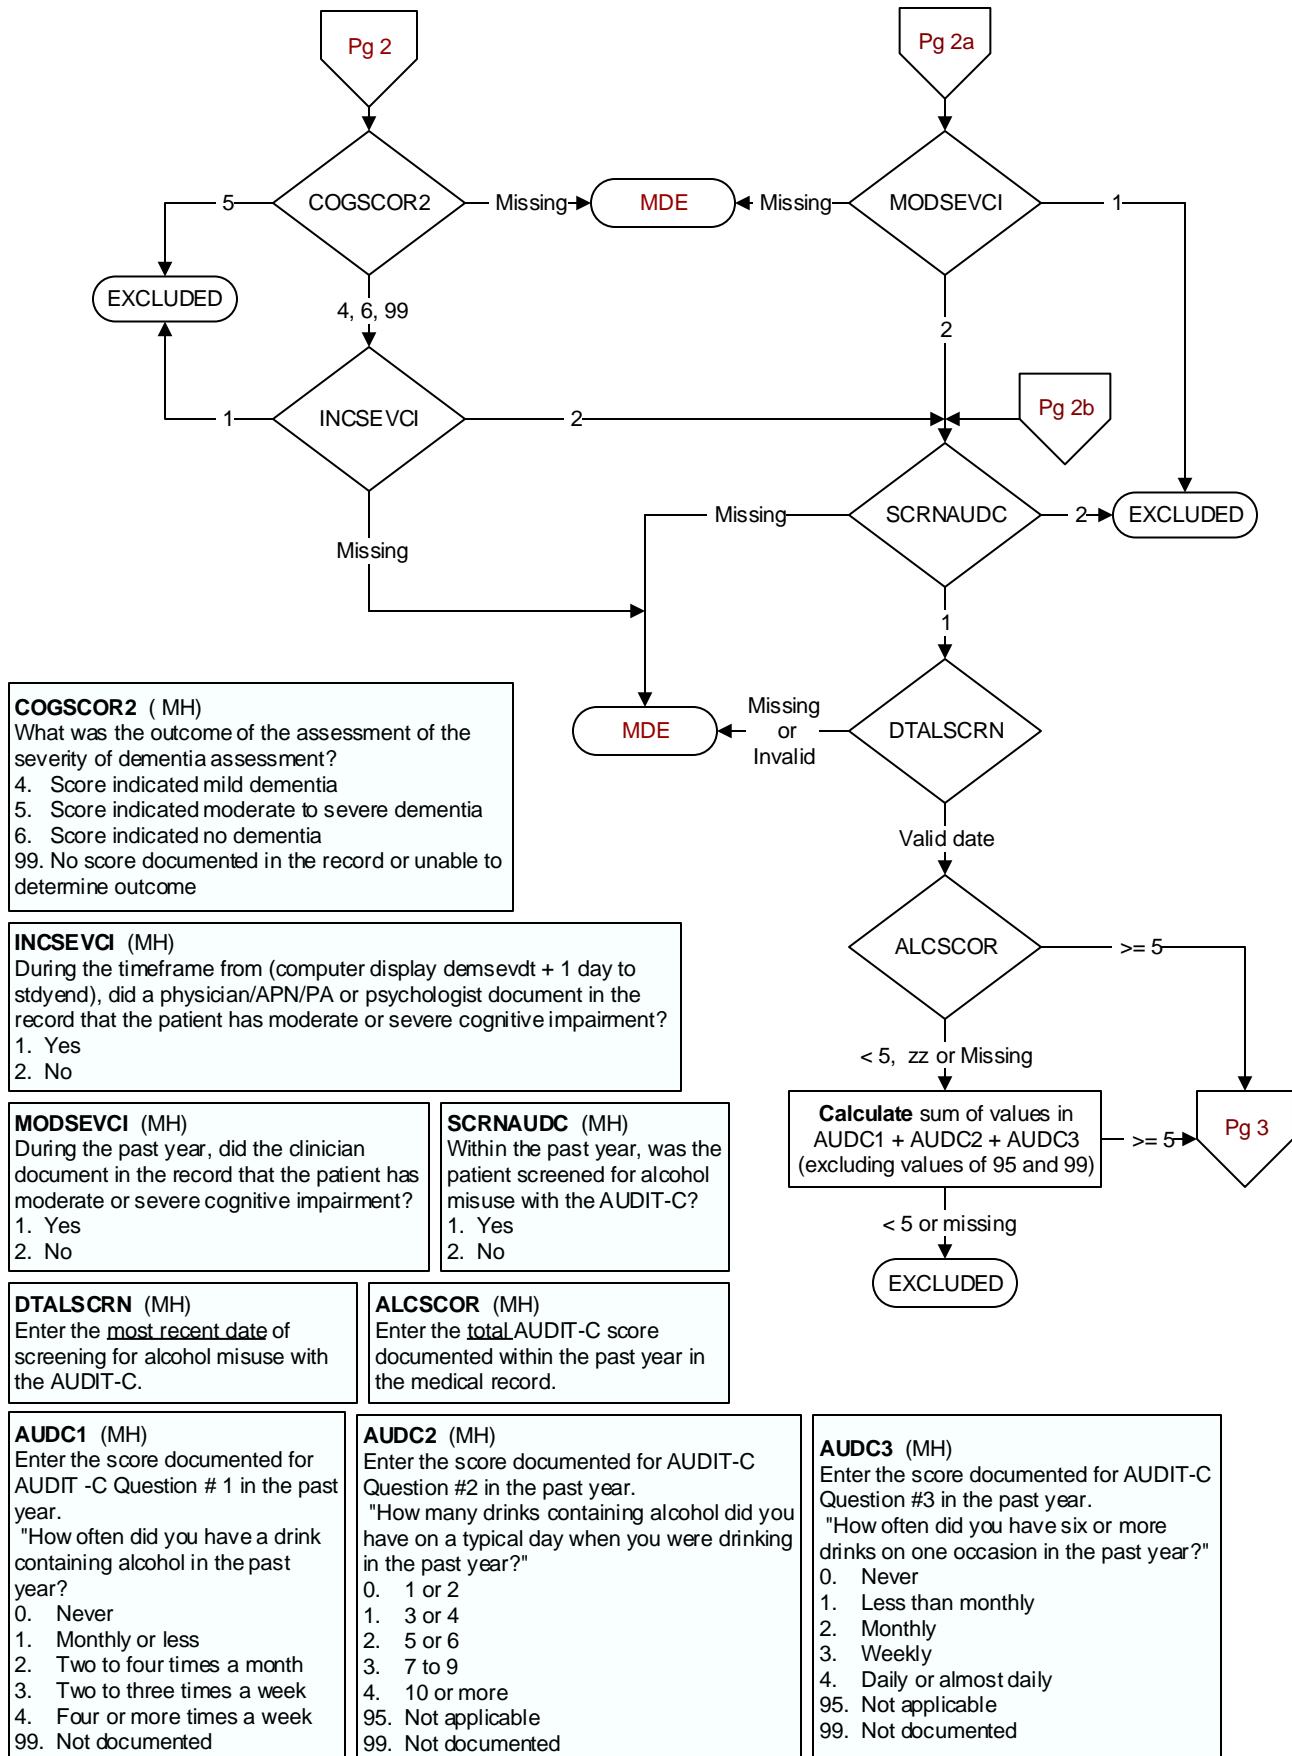 Pg 2
Pg 2a
COGSCOR2
5
Missing
MDE
Missing
MODSEVCI
1
EXCLUDED
4, 6, 99
2
INCSEVCI
1
2
Pg 2b
Missing
Missing
SCRNAUDC
2
EXCLUDED
1
MDE
Missing
or
Invalid
DTALSCRN
Valid date
ALCSCOR
>= 5
< 5, zz or Missing
Calculate sum of values in
AUDC1 + AUDC2 + AUDC3
(excluding values of 95 and 99)
>= 5
Pg 3
< 5 or missing
EXCLUDED
COGSCOR2 ( MH)
What was the outcome of the assessment of the
severity of dementia assessment?
4. Score indicated mild dementia
5. Score indicated moderate to severe dementia
6. Score indicated no dementia
99. No score documented in the record or unable to
determine outcome
INCSEVCI (MH)
During the timeframe from (computer display demsevdt + 1 day to
stdyend), did a physician/APN/PA or psychologist document in the
record that the patient has moderate or severe cognitive impairment?
1. Yes
2. No
MODSEVCI (MH)
During the past year, did the clinician
document in the record that the patient has
moderate or severe cognitive impairment?
1. Yes
2. No
SCRNAUDC (MH)
Within the past year, was the
patient screened for alcohol
misuse with the AUDIT-C?
1. Yes
2. No
DTALSCRN (MH)
Enter the most recent date of
screening for alcohol misuse with
the AUDIT-C.
ALCSCOR (MH)
Enter the total AUDIT-C score
documented within the past year in
the medical record.
AUDC1 (MH)
Enter the score documented for
AUDIT -C Question # 1 in the past
year.
"How often did you have a drink
containing alcohol in the past
year?
0. Never
1. Monthly or less
2. Two to four times a month
3. Two to three times a week
4. Four or more times a week
99. Not documented
AUDC2 (MH)
Enter the score documented for AUDIT-C
Question #2 in the past year.
"How many drinks containing alcohol did you
have on a typical day when you were drinking
in the past year?"
0. 1 or 2
1. 3 or 4
2. 5 or 6
3. 7 to 9
4. 10 or more
95. Not applicable
99. Not documented
AUDC3 (MH)
Enter the score documented for AUDIT-C
Question #3 in the past year.
"How often did you have six or more
drinks on one occasion in the past year?"
0. Never
1. Less than monthly
2. Monthly
3. Weekly
4. Daily or almost daily
95. Not applicable
99. Not documented